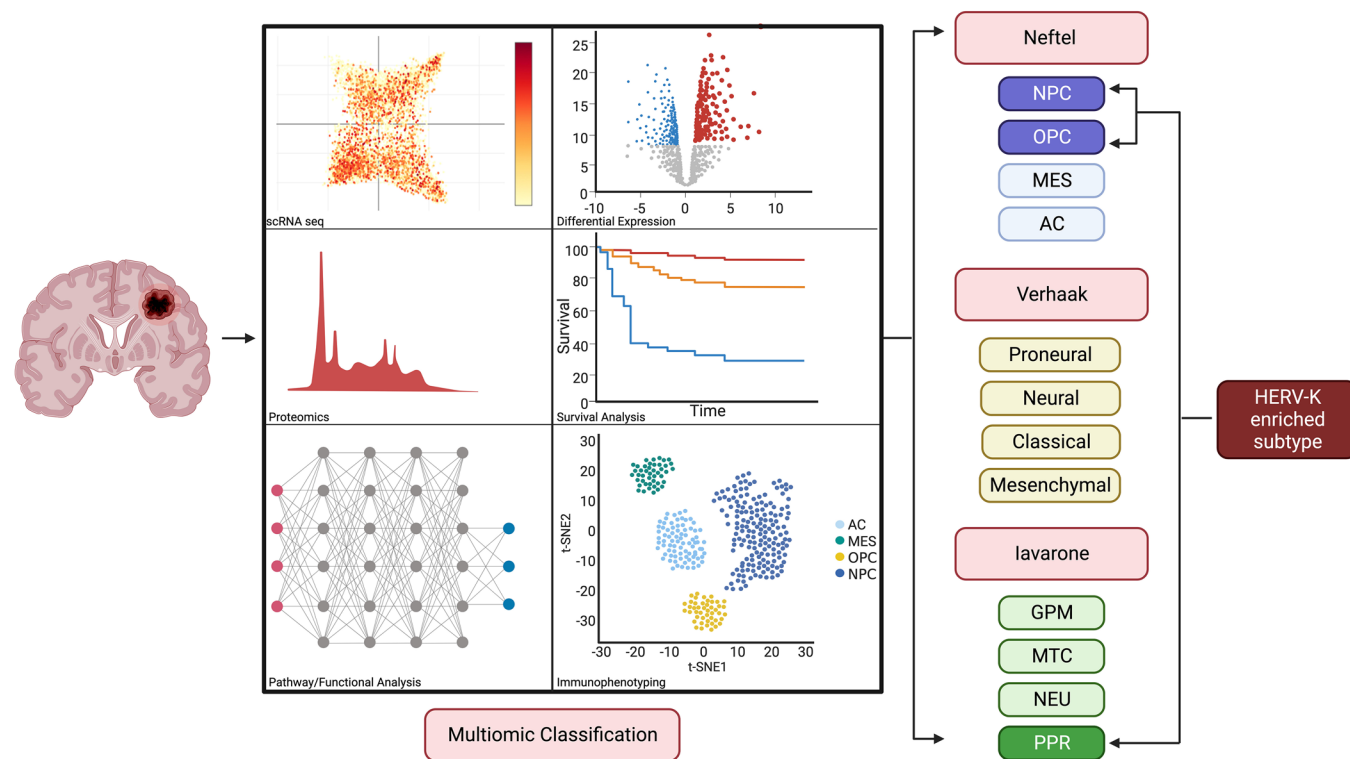 scRNA seq
25
20
15
10
5
0
-10
-5
0
5
10
Differential Expression
Proteomics
Survival
100
80
60
40
20
0
Time
Survival Analysis
Pathway/Functional Analysis
t-SNE2
30
20
10
0
-10
-20
-30
-30
-20
-10
0
10
20
30
t-SNE1
AC
MES
OPC
NPC
Immunophenotyping
Multiomic Classification
Neftel
NPC
OPC
MES
AC
Verhaak
Proneural
Neural
Classical
Mesenchymal
Iavarone
GPM
MTC
NEU
PPR
HERV-K
enriched
subtype